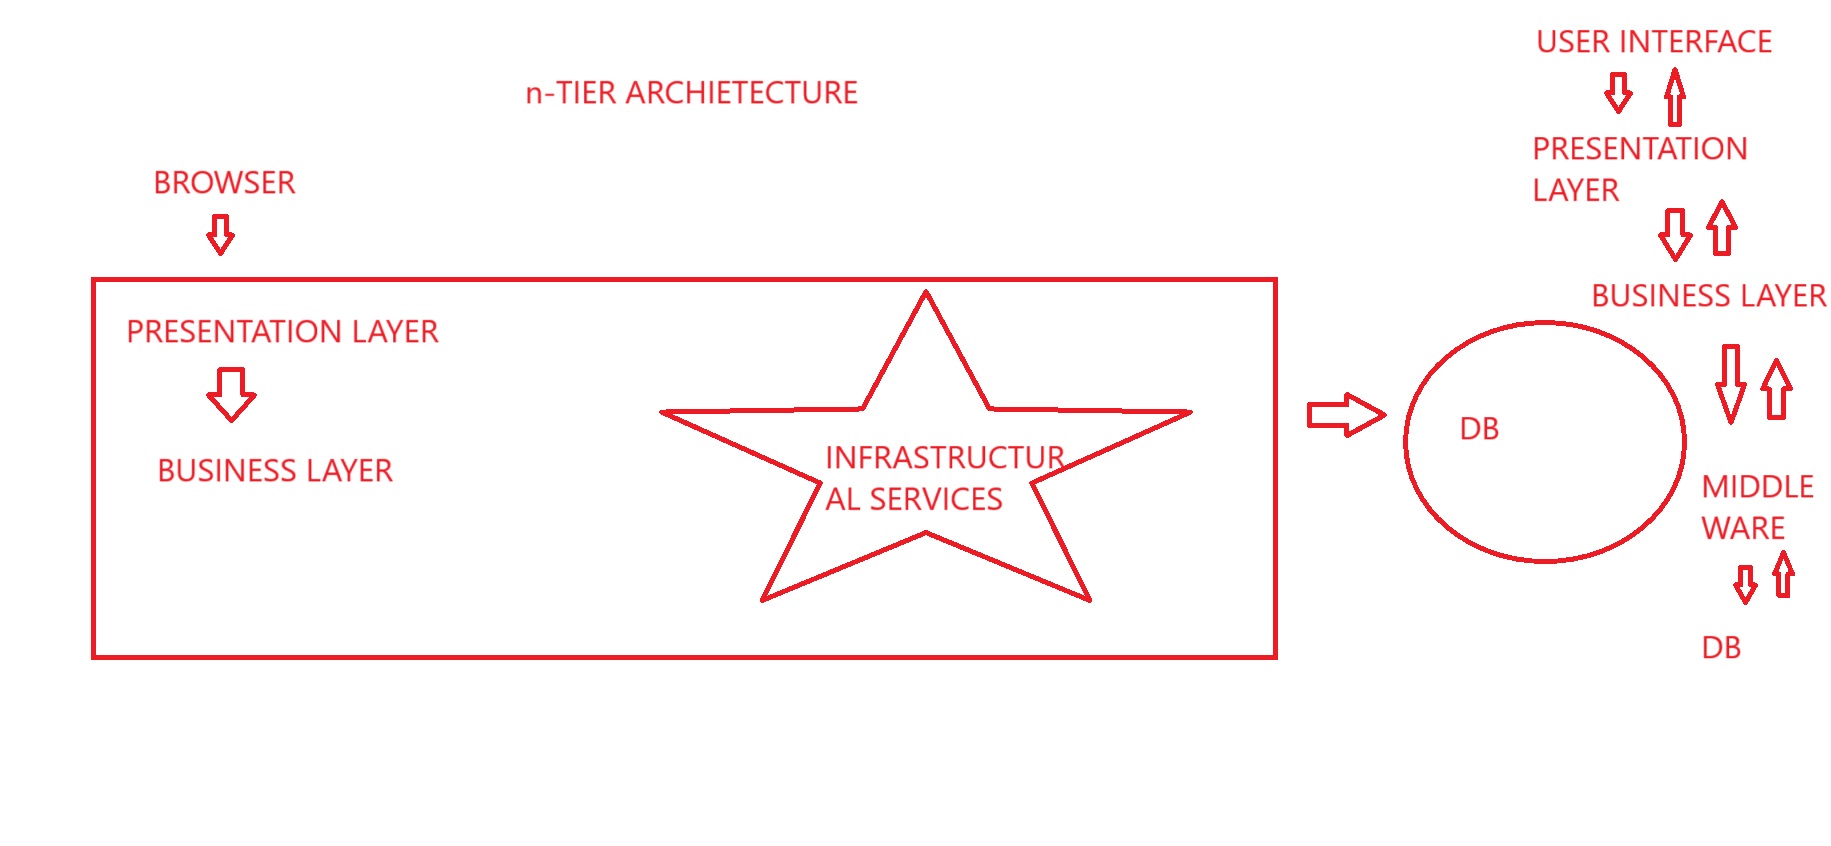 n-TIER ARCHIETECTURE
BROWSER
PRESENTATION LAYER
BUSINESS LAYER
INFRASTRUCTUR
AL SERVICES
DB
USER INTERFACE
PRESENTATION
LAYER
BUSINESS LAYER
MIDDLE
WARE
DB